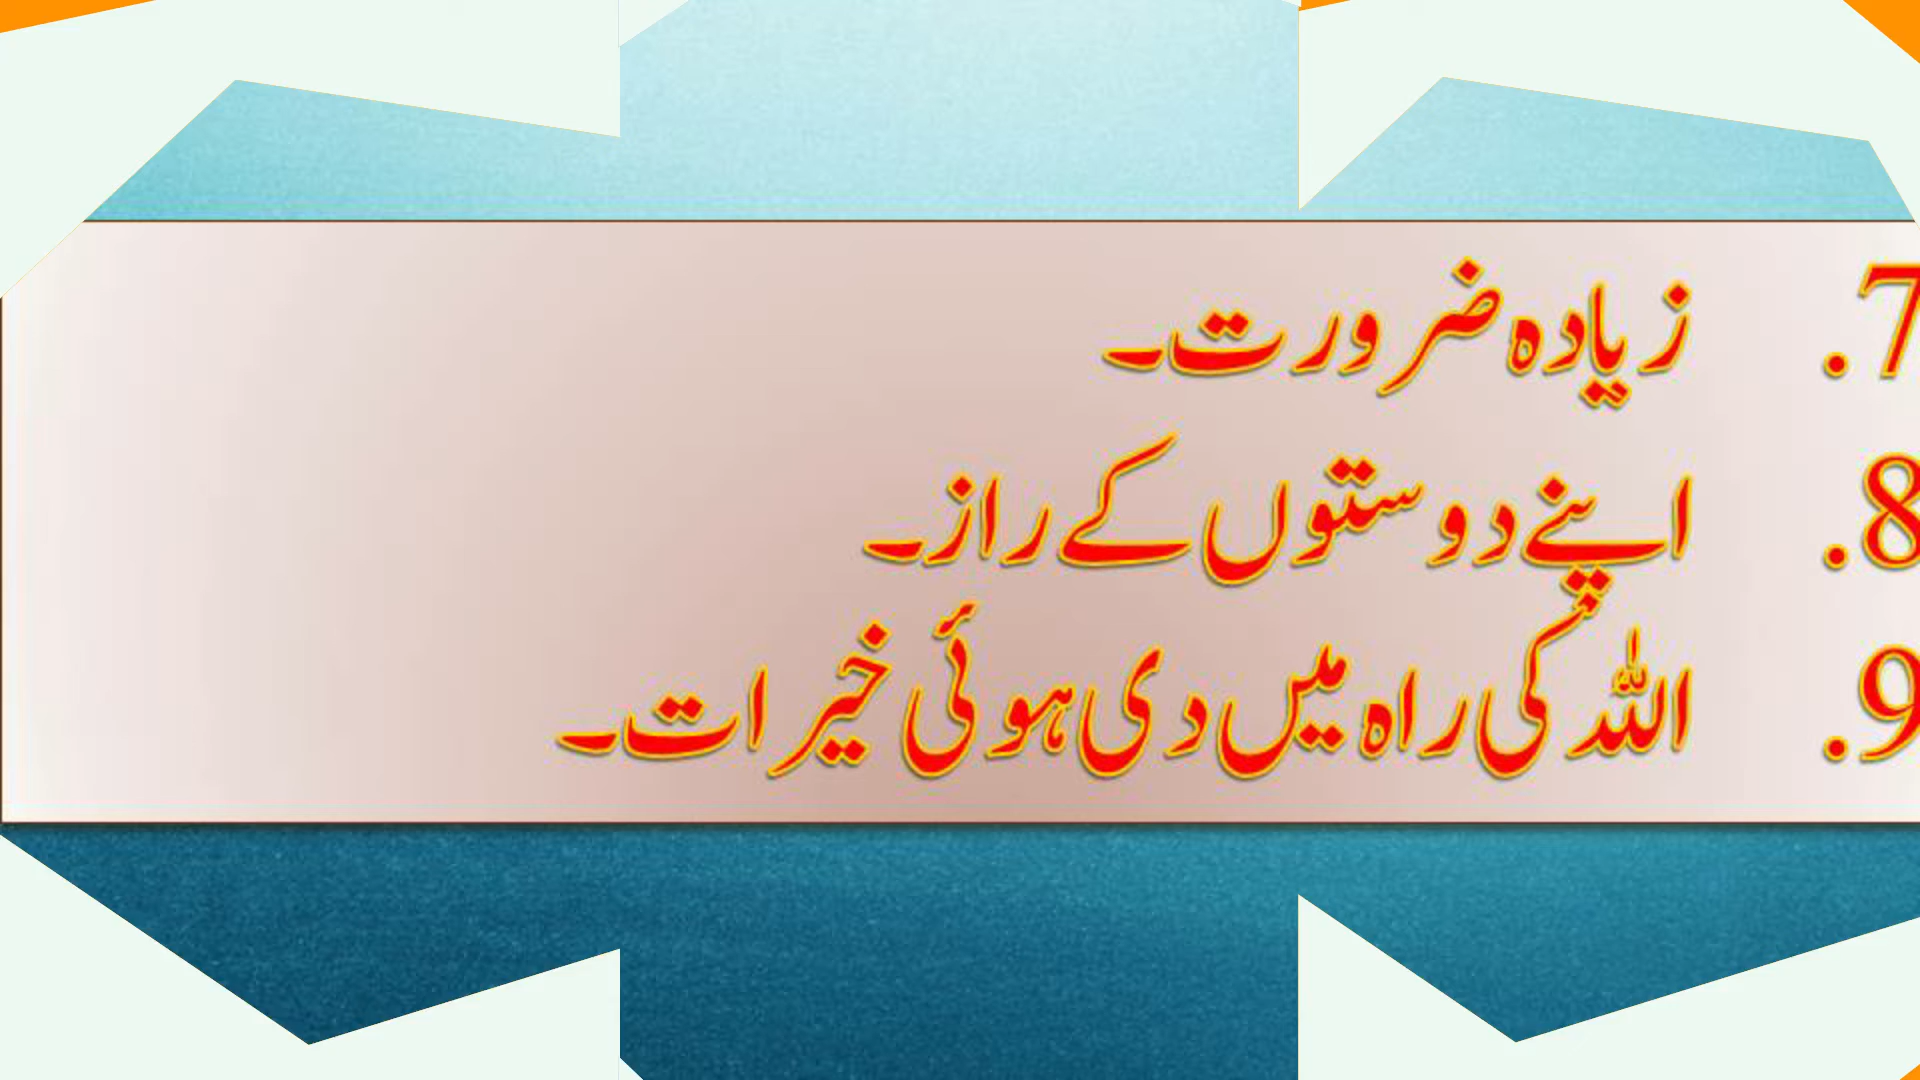 7. زیادہ ضرورت۔
8. اپنے دوستوں کے راز۔
9. اللہ کی راہ میں دی ہوئی خیرات۔